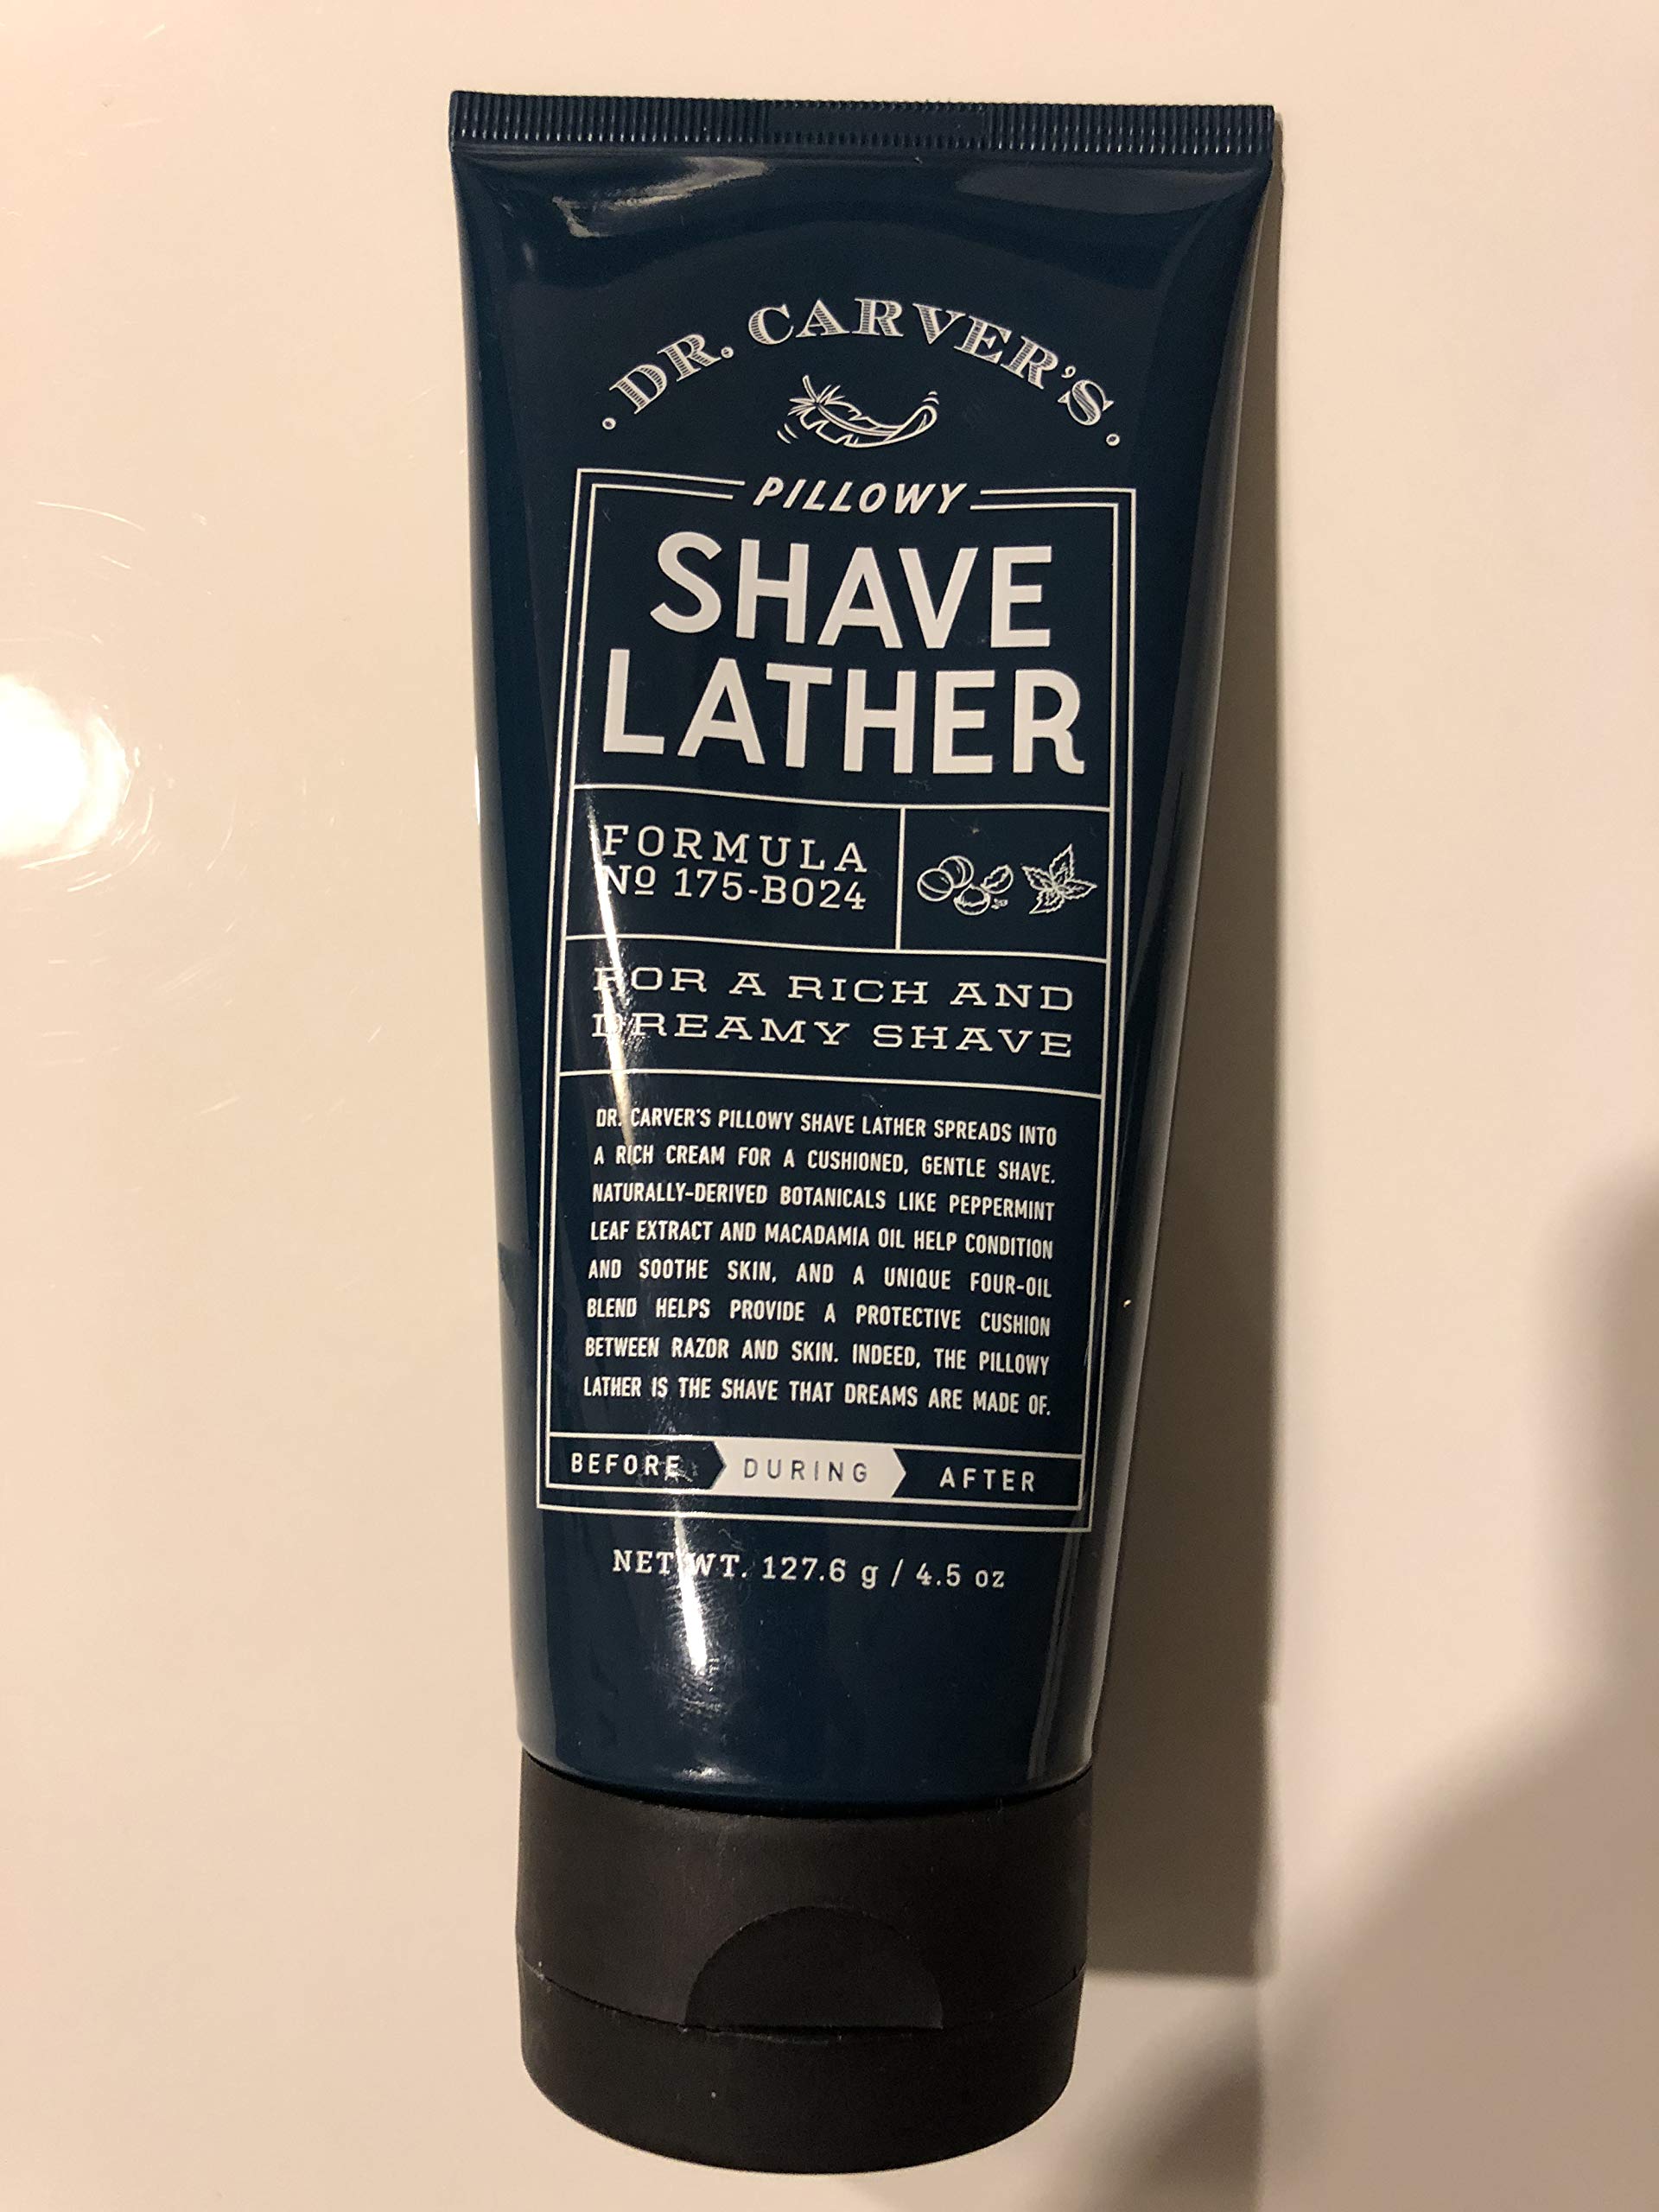 · DR. CARVER'S ·
PILLOWY
SHAVE
LATHER
FORMULA
Nº 175-B024
FOR A RICH AND
DREAMY SHAVE
DR. CARVER'S PILLOWY SHAVE LATHER SPREADS INTO
A RICH CREAM FOR A CUSHIONED, GENTLE SHAVE.
NATURALLY-DERIVED BOTANICALS LIKE PEPPERMINT
LEAF EXTRACT AND MACADAMIA OIL HELP CONDITION
AND SOOTHE SKIN, AND A UNIQUE FOUR-OIL
BLEND HELPS PROVIDE A PROTECTIVE CUSHION
BETWEEN RAZOR AND SKIN. INDEED, THE PILLOWY
LATHER IS THE SHAVE THAT DREAMS ARE MADE OF.
BEFORE DURING AFTER
NET WT. 127.6 g / 4.5 oz